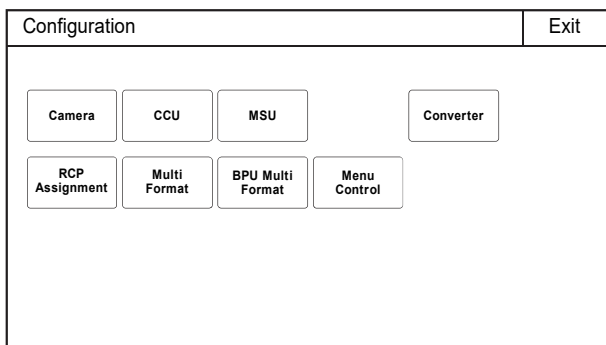 Configuration Exit
Camera CCU MSU Converter
RCP Assignment Multi Format BPU Multi Format Menu Control